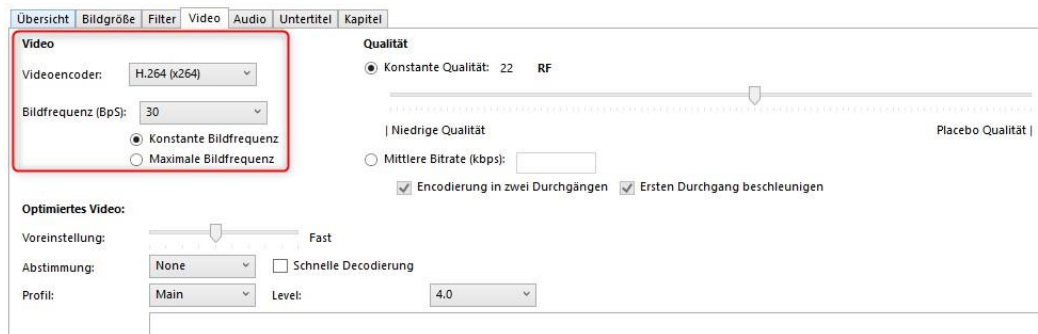 Übersicht Bildgröße Filter Video Audio Untertitel Kapitel
Video
Videoencoder: H.264 (x264)
Bildfrequenz (BpS): 30
Konstante Bildfrequenz
Maximale Bildfrequenz
Qualität
Konstante Qualität: 22 RF
| Niedrige Qualität Placebo Qualität |
Mittlere Bitrate (kbps):
Encodierung in zwei Durchgängen Ersten Durchgang beschleunigen
Optimiertes Video:
Voreinstellung: Fast
Abstimmung: None Schnelle Decodierung
Profil: Main Level: 4.0